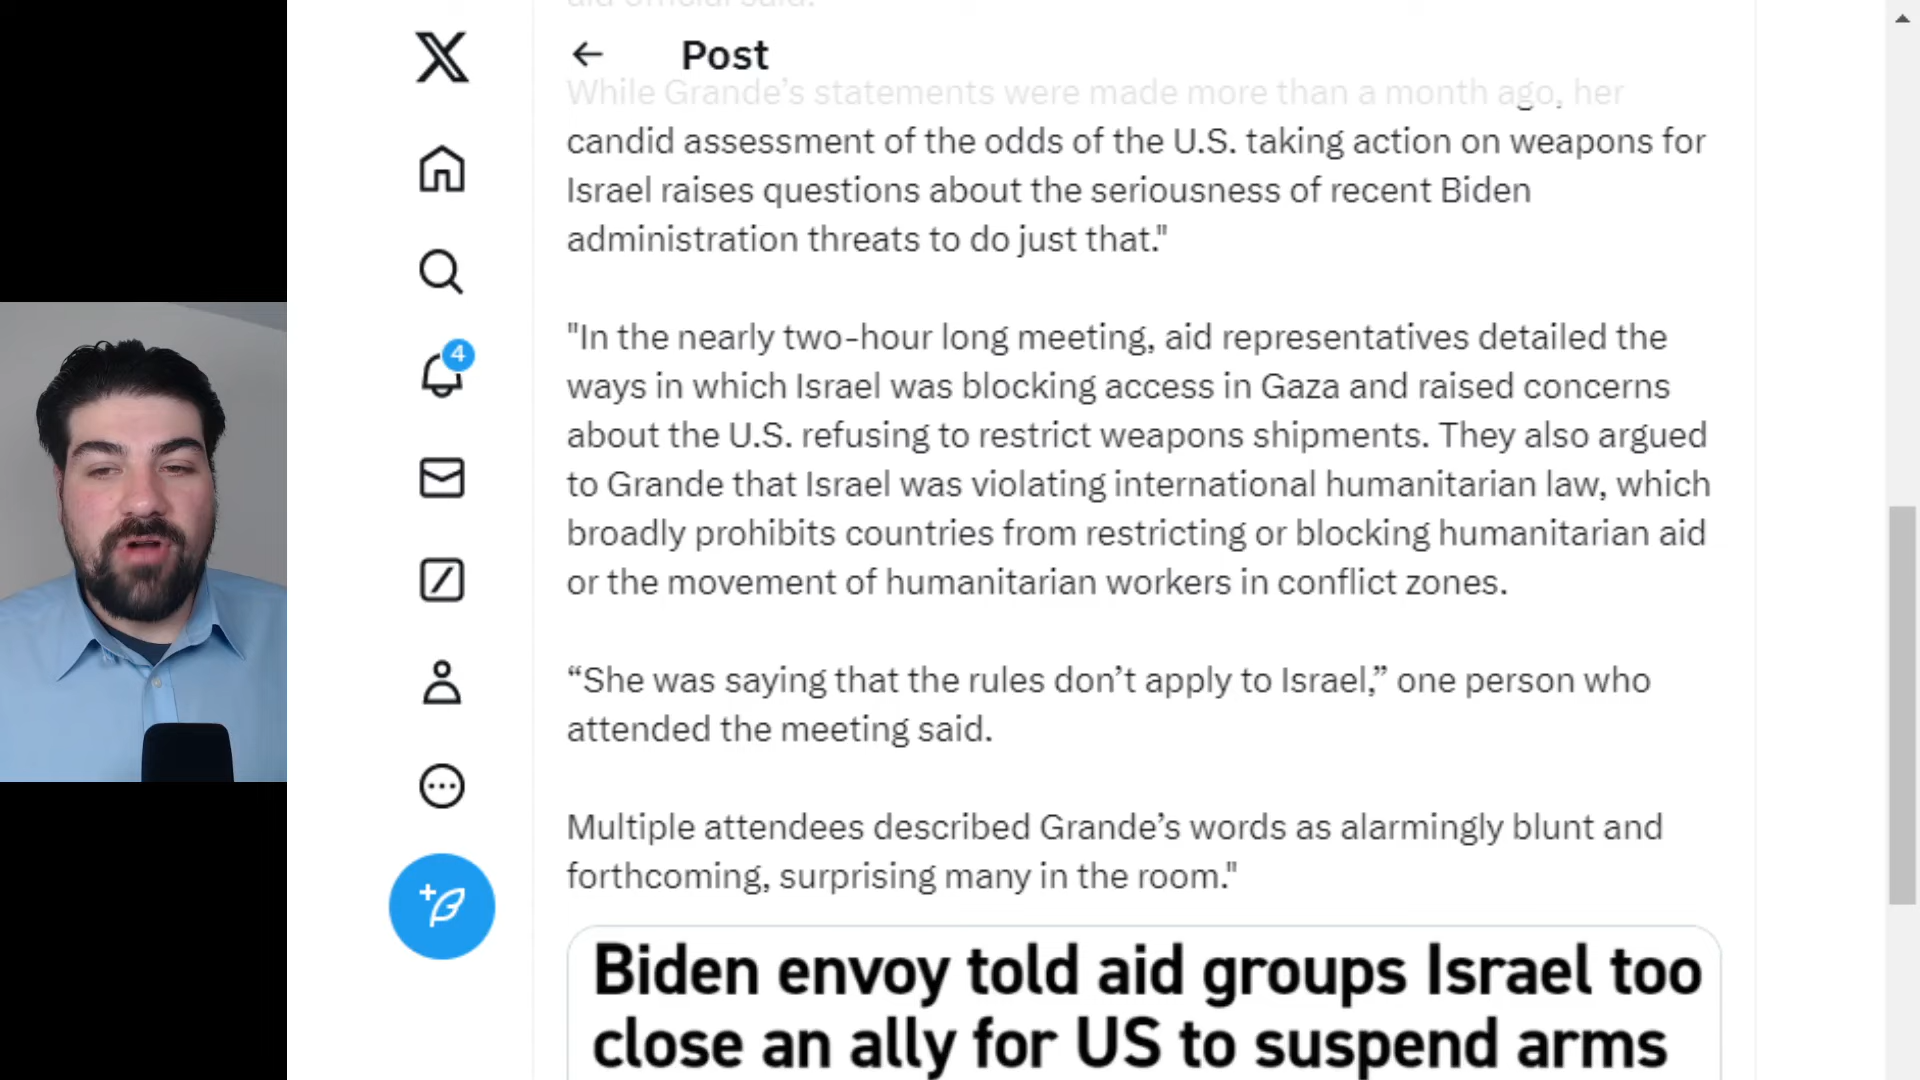 aid official said.
Post
While Grande’s statements were made more than a month ago, her
candid assessment of the odds of the U.S. taking action on weapons for
Israel raises questions about the seriousness of recent Biden
administration threats to do just that."
"In the nearly two-hour long meeting, aid representatives detailed the
4
ways in which Israel was blocking access in Gaza and raised concerns
about the U.S. refusing to restrict weapons shipments. They also argued
to Grande that Israel was violating international humanitarian law, which
broadly prohibits countries from restricting or blocking humanitarian aid
or the movement of humanitarian workers in conflict zones.
“She was saying that the rules don’t apply to Israel,” one person who
attended the meeting said.
Multiple attendees described Grande’s words as alarmingly blunt and
forthcoming, surprising many in the room."
Biden envoy told aid groups Israel too
close an ally for US to suspend arms